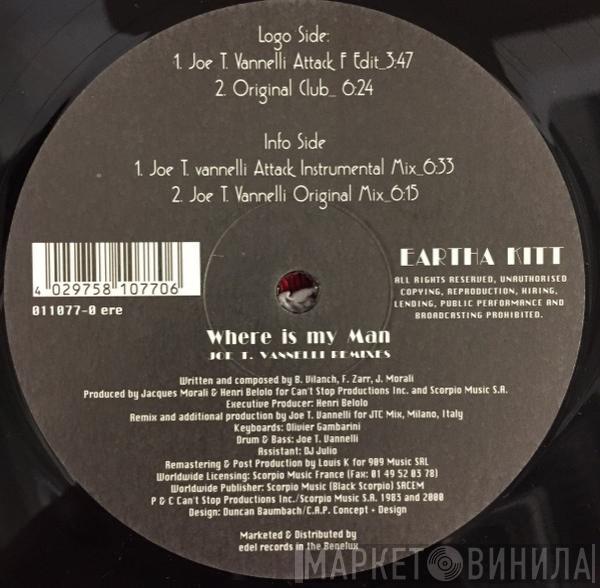 Logo Side:
1. Joe T. Vannelli Attack F Edit_3:47
2. Original Club_ 6:24
Info Side
1. Joe T. vannelli Attack Instrumental Mix_6:33
2. Joe T. Vannelli Original Mix_6:15
4 029758 107706
011077-0 ere
EARTHA KITT
ALL RIGHTS RESERVED, UNAUTHORISED
COPYING, REPRODUCTION, HIRING,
LENDING, PUBLIC PERFORMANCE AND
BROADCASTING PROHIBITED.
Where is my Man
JOE T. VANNELLI REMIXES
Written and composed by B. Vilanch, F. Zarr, J. Morali
Produced by Jacques Morali & Henri Belolo for Can't Stop Productions Inc. and Scorpio Music S.A.
Executive Producer: Henri Belolo
Remix and additional production by Joe T. Vannelli for JTC Mix, Milano, Italy
Keyboards: Olivier Gambarini
Drum & Bass: Joe T. Vannelli
Assistant: DJ Julio
Remastering & Post Production by Louis K for 909 Music SRL
Worldwide Licensing: Scorpio Music France (Fax: 01 49 52 03 78)
Worldwide Publisher: Scorpio Music (Black Scorpio) SACEM
P & C Can't Stop Productions Inc./Scorpio Music S.A. 1983 and 2000
Design: Duncan Baumbach/C.A.P. Concept + Design
Marketed & Distributed by
edel records in the Benelux
МАРКЕТ ВИНИЛА